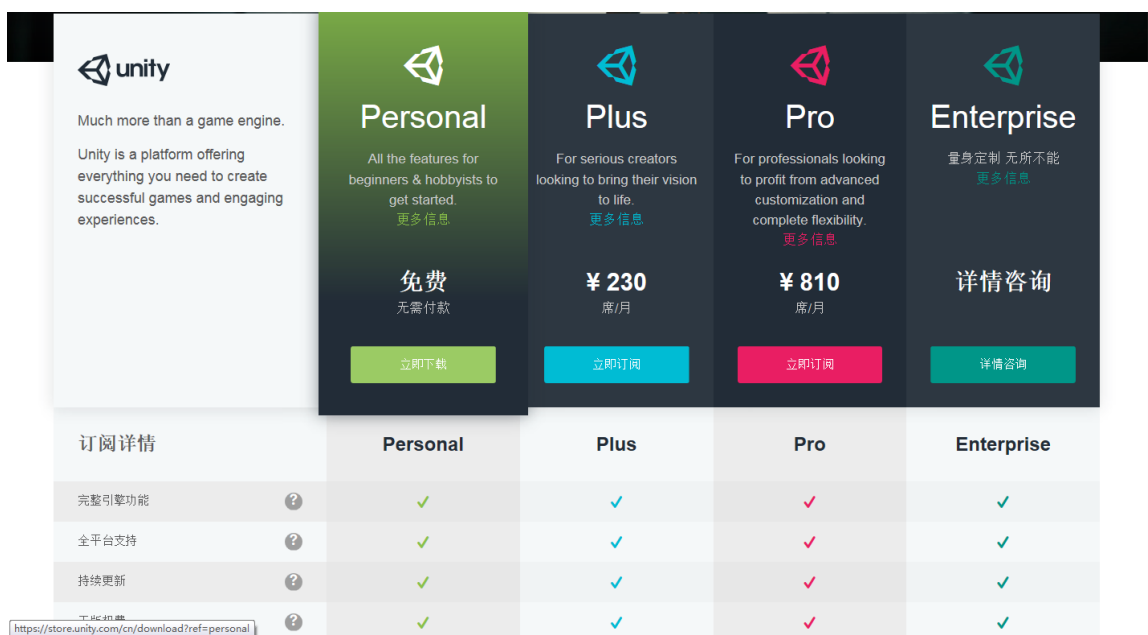 unity
Much more than a game engine.
Unity is a platform offering
everything you need to create
successful games and engaging
experiences.
Personal
All the features for
beginners & hobbyists to
get started.
更多信息
免费
无需付款
立即下载
Plus
For serious creators
looking to bring their vision
to life.
更多信息
¥ 230
席/月
立即订阅
Pro
For professionals looking
to profit from advanced
customization and
complete flexibility.
更多信息
¥ 810
席/月
立即订阅
Enterprise
量身定制 无所不能
更多信息
详情咨询
详情咨询
订阅详情 Personal Plus Pro Enterprise
完整引擎功能 ?
全平台支持 ?
持续更新 ?
?
https://store.unity.com/cn/download?ref=personal